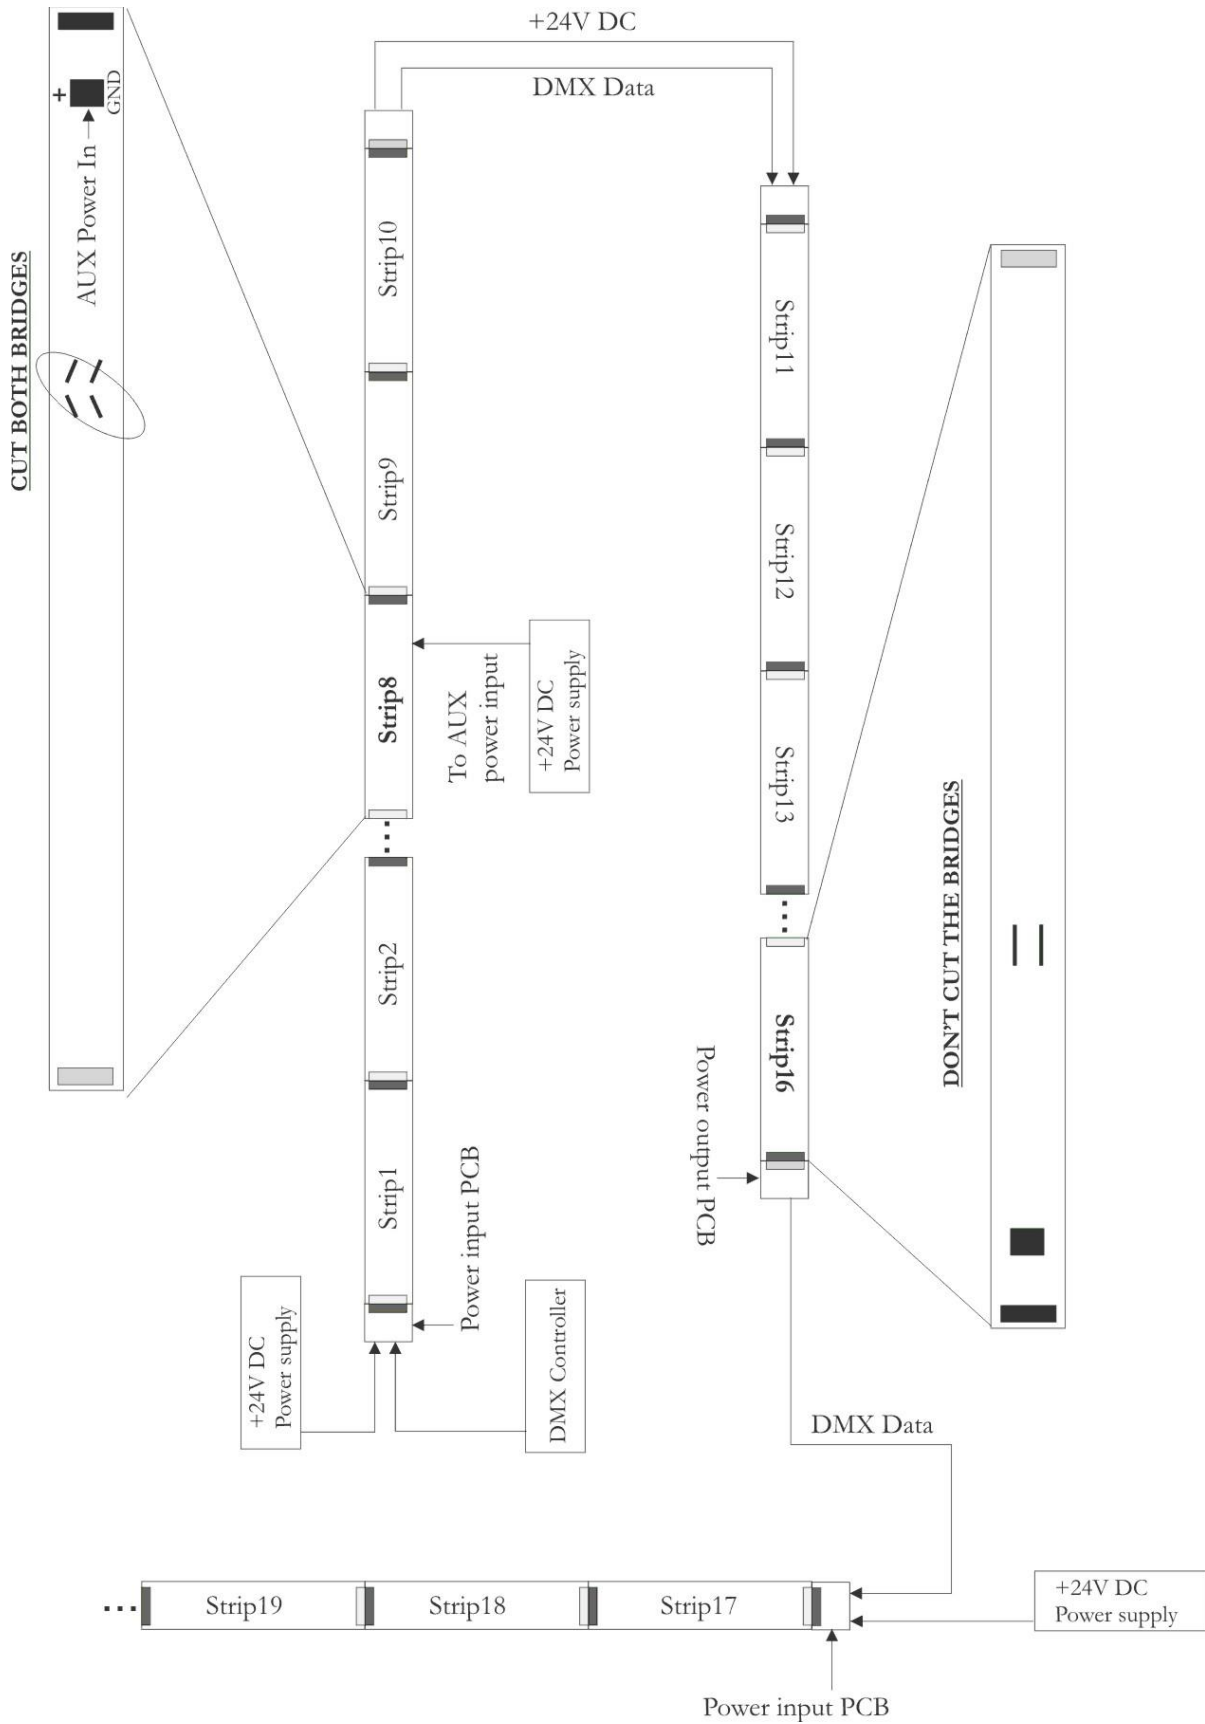 +24V DC
DMX Data
+
GND
AUX Power In
CUT BOTH BRIDGES
Strip10
Strip9
Strip8
To AUX
power input
+24V DC
Power supply
Strip2
Strip1
Power input PCB
+24V DC
Power supply
DMX Controller
Strip11
Strip12
Strip13
Strip16
Power output PCB
DON'T CUT THE BRIDGES
DMX Data
Strip19
Strip18
Strip17
+24V DC
Power supply
Power input PCB